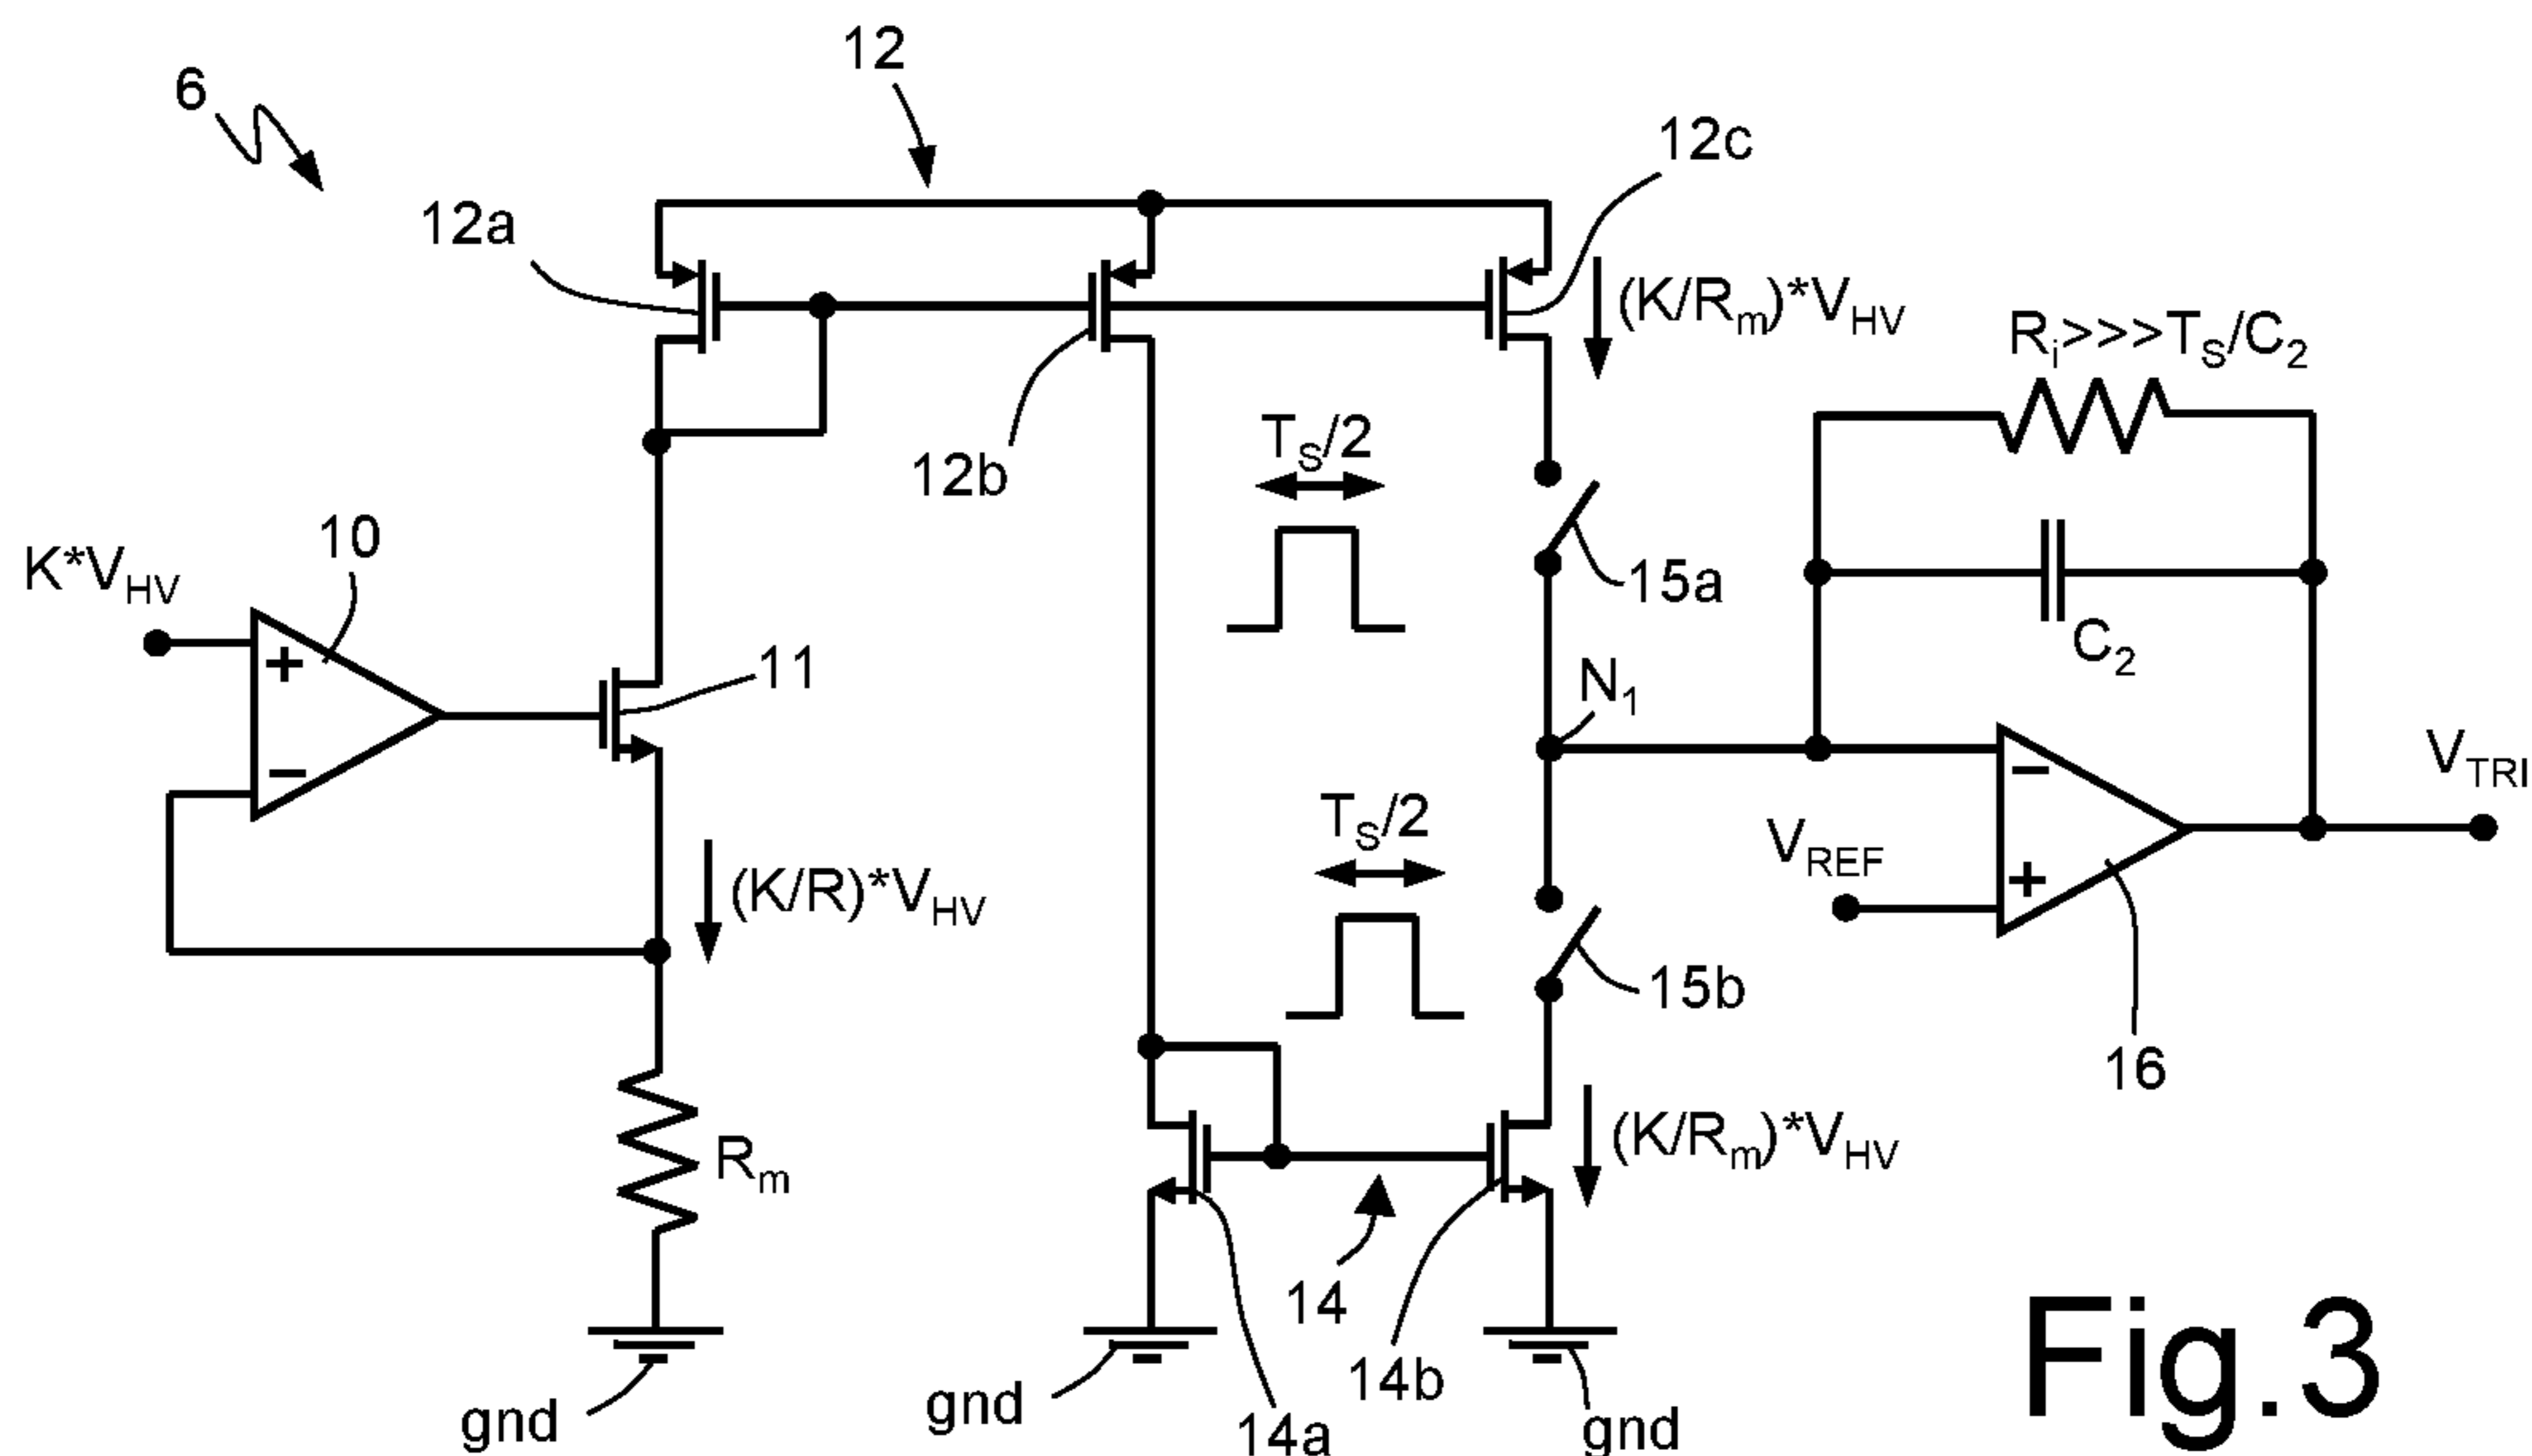 6
12
12a
12b
12c
(K/Rm)*VHV
Ri>>>TS/C2
TS/2
15a
C2
K*VHV
10
+
−
11
N1
VTRI
VREF
−
+
16
TS/2
15b
(K/R)*VHV
Rm
(K/Rm)*VHV
14
14a
14b
gnd
gnd
gnd
Fig.3